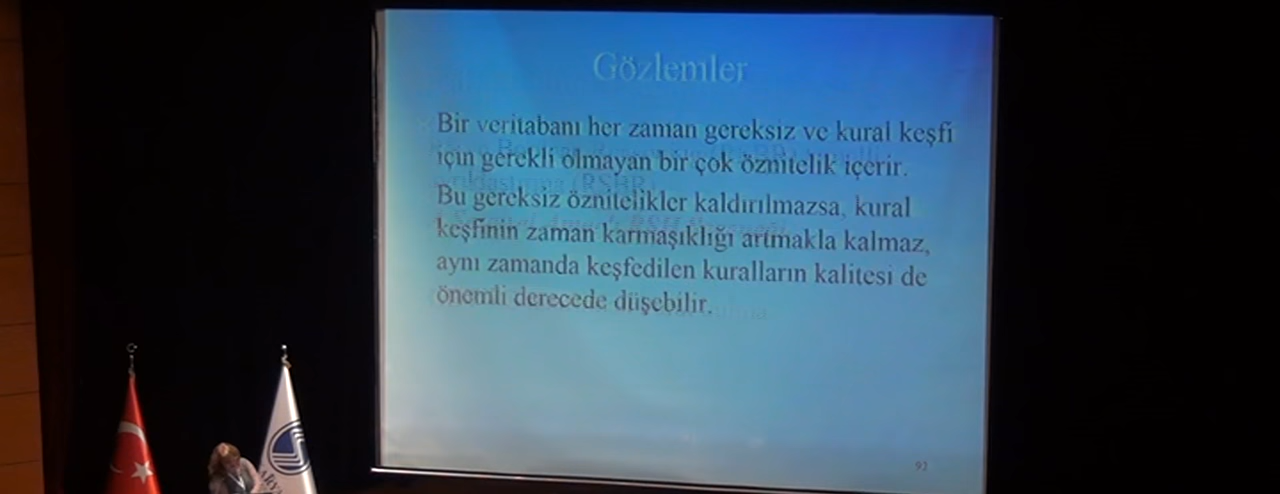 Gözlemler
Bir veritabanı her zaman gereksiz ve kural keşfi
için gerekli olmayan bir çok öznitelik içerir.
Bu gereksiz öznitelikler kaldırılmazsa, kural
keşfinin zaman karmaşıklığı artmakla kalmaz,
aynı zamanda keşfedilen kuralların kalitesi de
önemli derecede düşebilir.